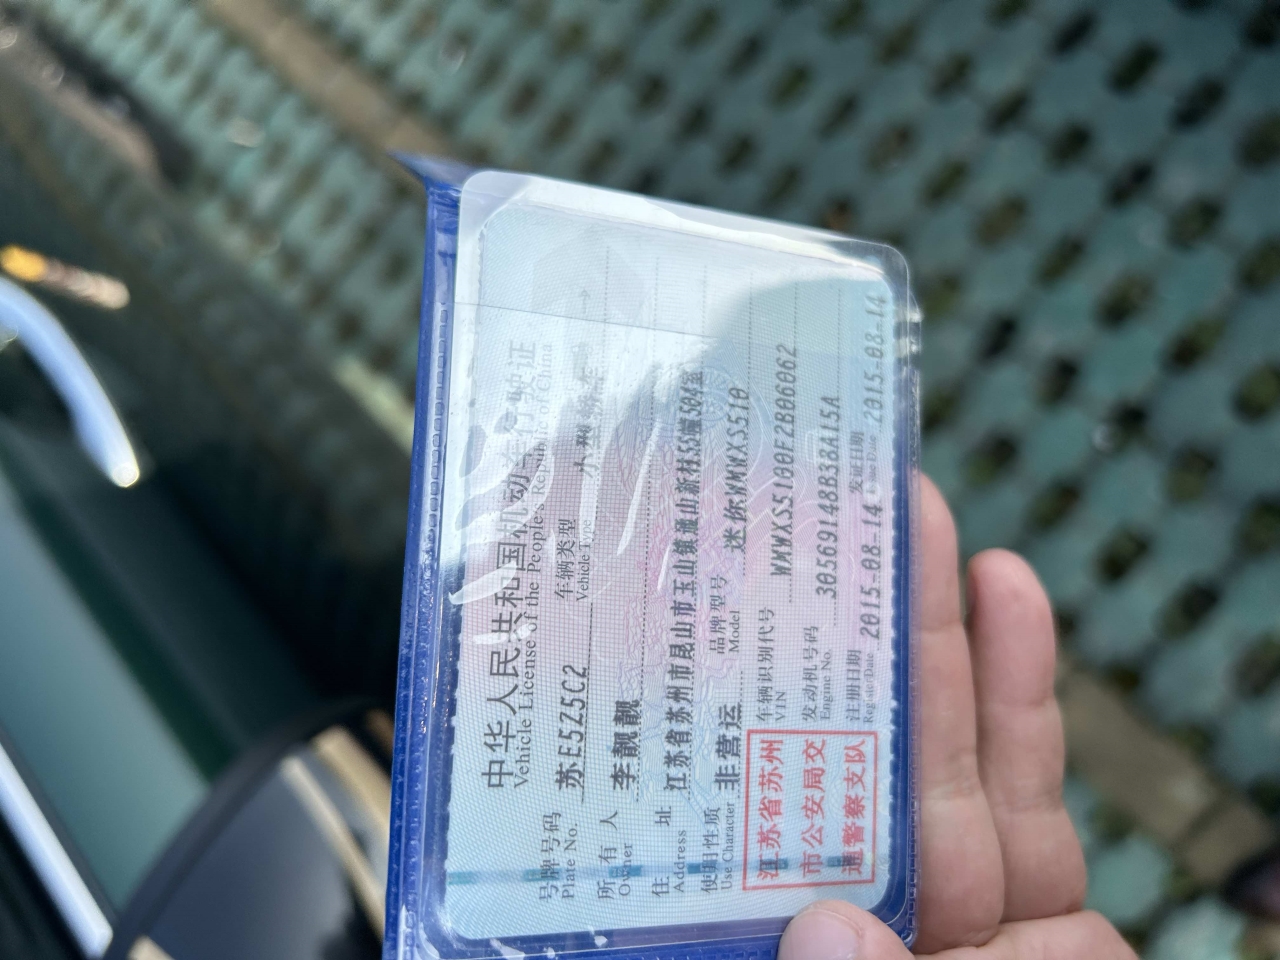 中华人民共和国机动车行驶证
Vehicle License of the People's Republic of China
号牌号码 苏E5Z5C2 车辆类型 小型轿车
Plate No. Vehicle Type
所有人 李靓靓
Owner
住址 江苏省苏州市昆山市玉山镇
Address
使用性质 非营运 品牌型号 迷你WMWXS510
Use Character Model
江苏省苏州
市公安局交
通警察支队
车辆识别代号 WMWXS5100F2B06062
VIN
发动机号码 30569148B38A15A
Engine No.
注册日期 2015-08-14 发证日期 2015-08-14
Register Date Issue Date